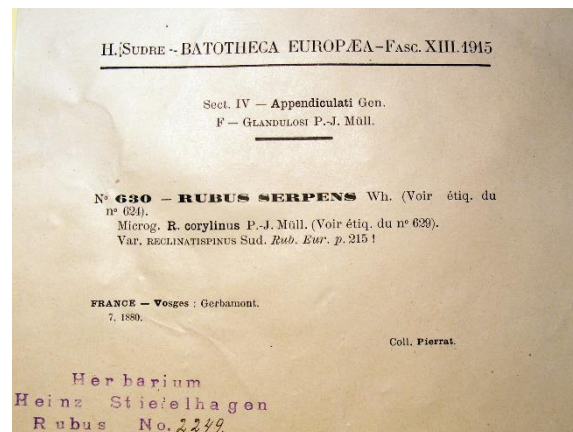 H. SUDRE -- BATOTHECA EUROPÆA – FASC. XIII. 1915
Sect. IV — Appendiculati Gen.
F — GLANDULOSI P.-J. Müll.
N° 630 — RUBUS SERPENS Wh. (Voir étiq. du
n° 624).
Microg. R. corylinus P.-J. Müll. (Voir étiq. du n° 629).
Var. RECLINATISPINUS Sud. Rub. Eur. p. 215 !
FRANCE — Vosges : Gerbamont.
7. 1880.
Coll. Pierrat.
Herbarium
Heinz Stiefelhagen
Rubus No. 2249.